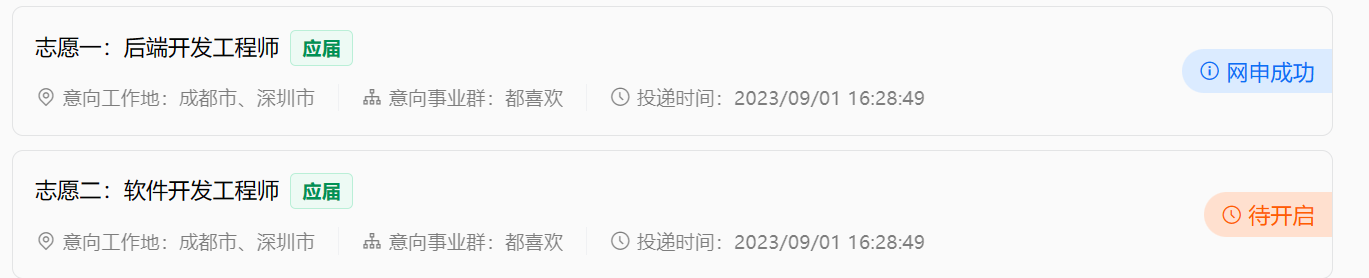 志愿一：后端开发工程师 应届
网申成功
意向工作地：成都市、深圳市 意向事业群：都喜欢 投递时间：2023/09/01 16:28:49
志愿二：软件开发工程师 应届
待开启
意向工作地：成都市、深圳市 意向事业群：都喜欢 投递时间：2023/09/01 16:28:49